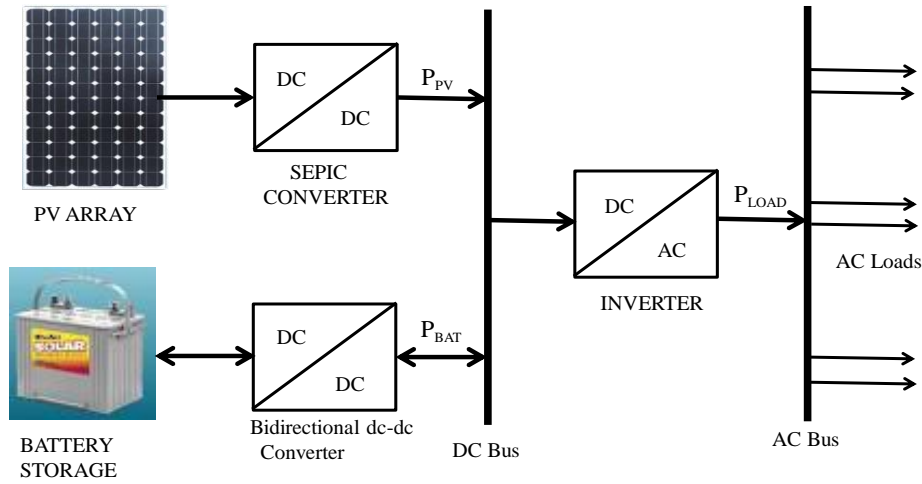 DC
DC
P_PV
SEPIC
CONVERTER
PV ARRAY
DC
AC
P_LOAD
INVERTER
AC Loads
SOLAR
DC
DC
P_BAT
Bidirectional dc-dc
Converter
BATTERY
STORAGE
DC Bus
AC Bus